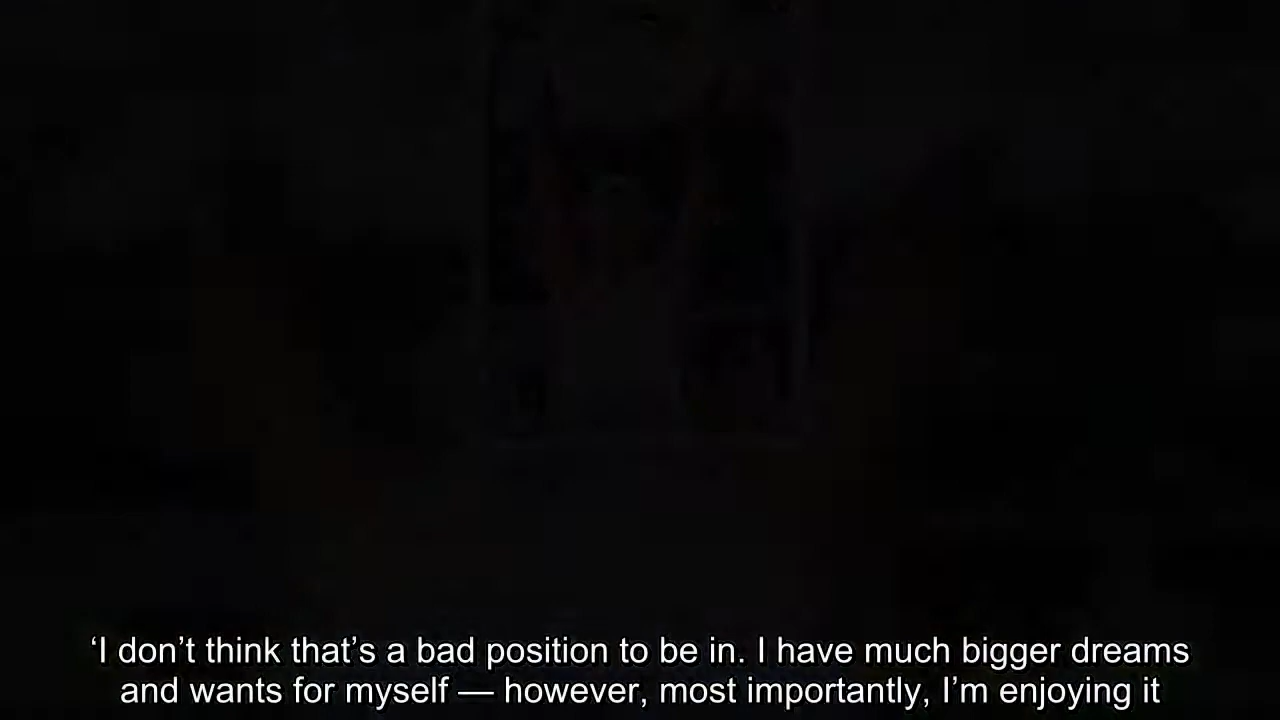 ‘I don’t think that’s a bad position to be in. I have much bigger dreams
and wants for myself — however, most importantly, I’m enjoying it